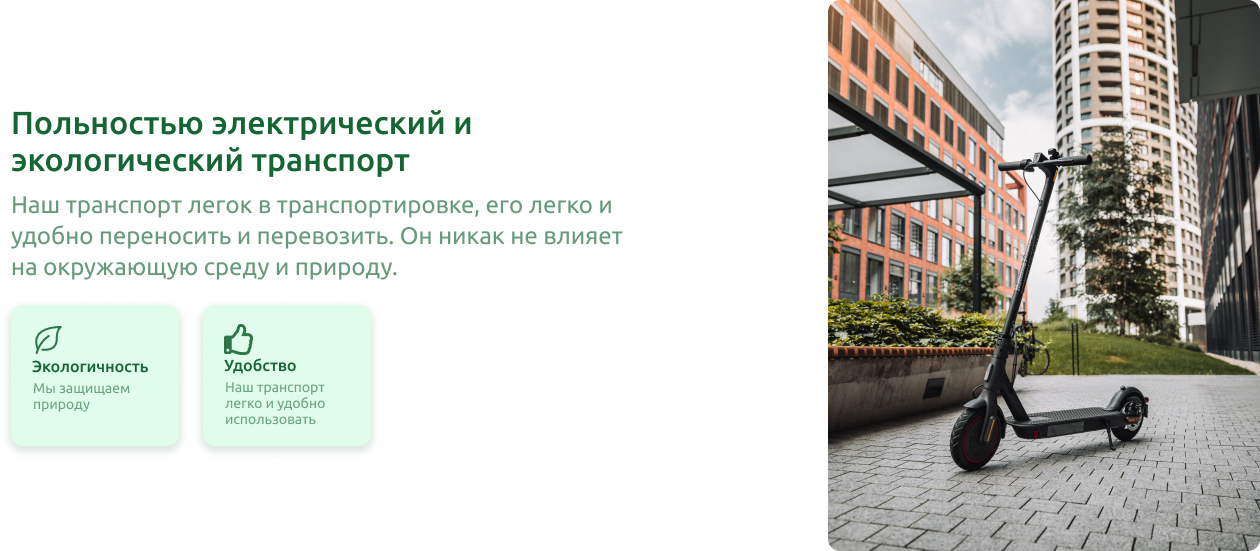 Польностью электрический и
экологический транспорт
Наш транспорт легок в транспортировке, его легко и
удобно переносить и перевозить. Он никак не влияет
на окружающую среду и природу.
Экологичность
Мы защищаем
природу
Удобство
Наш транспорт
легко и удобно
использовать